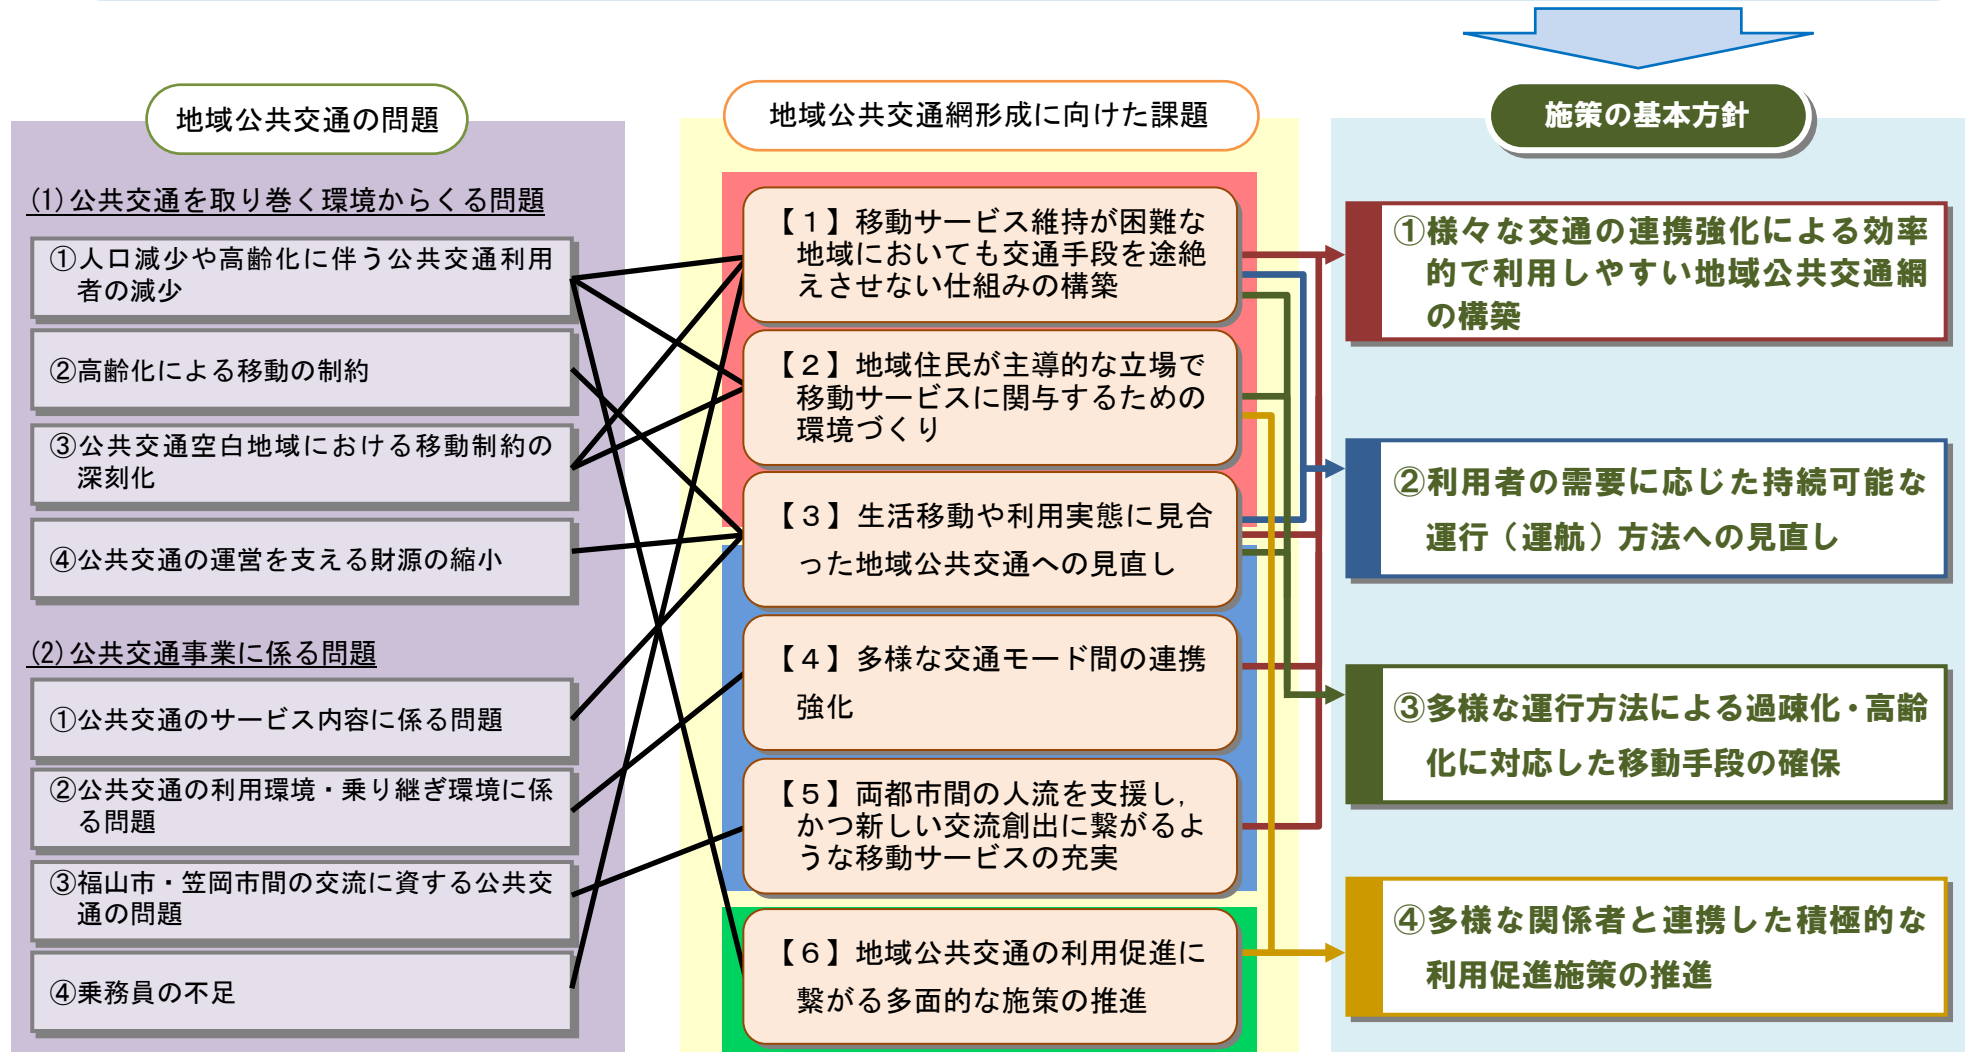 地域公共交通の問題
(1)公共交通を取り巻く環境からくる問題
①人口減少や高齢化に伴う公共交通利用
者の減少
②高齢化による移動の制約
③公共交通空白地域における移動制約の
深刻化
④公共交通の運営を支える財源の縮小
(2)公共交通事業に係る問題
①公共交通のサービス内容に係る問題
②公共交通の利用環境・乗り継ぎ環境に係
る問題
③福山市・笠岡市間の交流に資する公共交
通の問題
④乗務員の不足
地域公共交通網形成に向けた課題
【１】移動サービス維持が困難な
地域においても交通手段を途絶
えさせない仕組みの構築
【２】地域住民が主導的な立場で
移動サービスに関与するための
環境づくり
【３】生活移動や利用実態に見合
った地域公共交通への見直し
【４】多様な交通モード間の連携
強化
【５】両都市間の人流を支援し，
かつ新しい交流創出に繋がるよ
うな移動サービスの充実
【６】地域公共交通の利用促進に
繋がる多面的な施策の推進
施策の基本方針
①様々な交通の連携強化による効率
的で利用しやすい地域公共交通網
の構築
②利用者の需要に応じた持続可能な
運行（運航）方法への見直し
③多様な運行方法による過疎化・高齢
化に対応した移動手段の確保
④多様な関係者と連携した積極的な
利用促進施策の推進